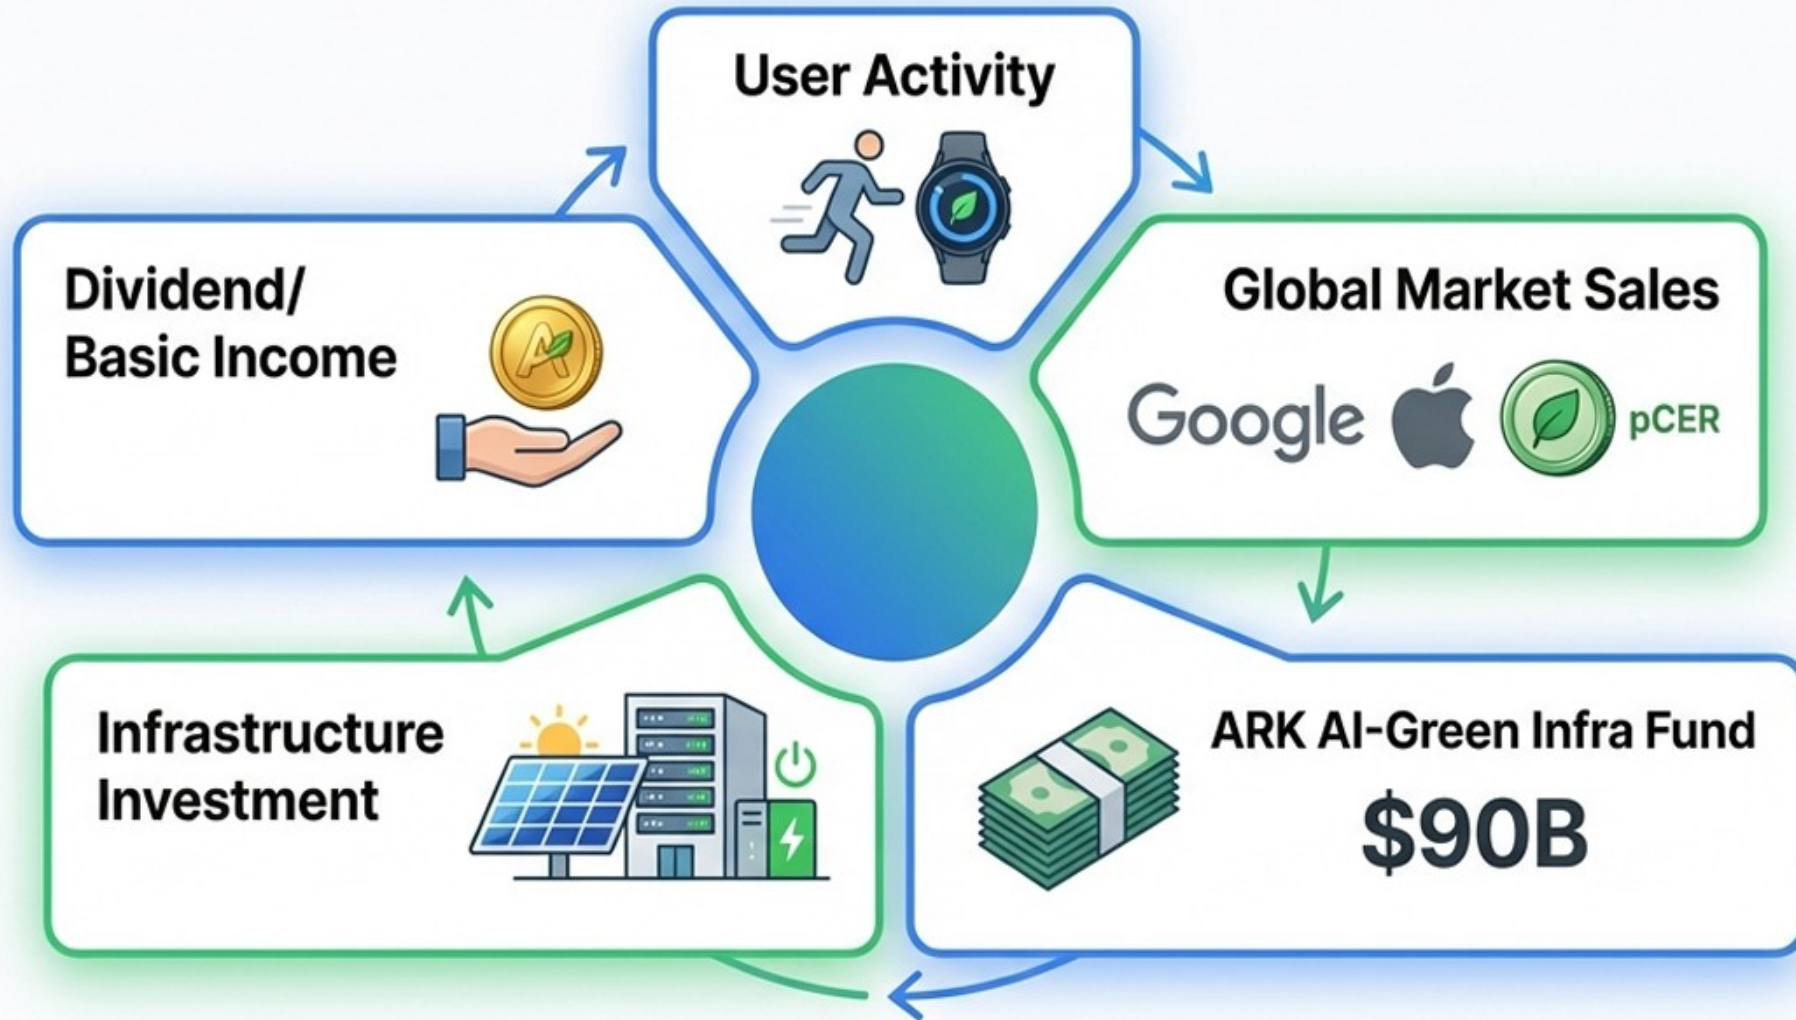 User Activity
Dividend/
Basic Income
Global Market Sales
Google
pCER
Infrastructure
Investment
ARK AI-Green Infra Fund
$90B